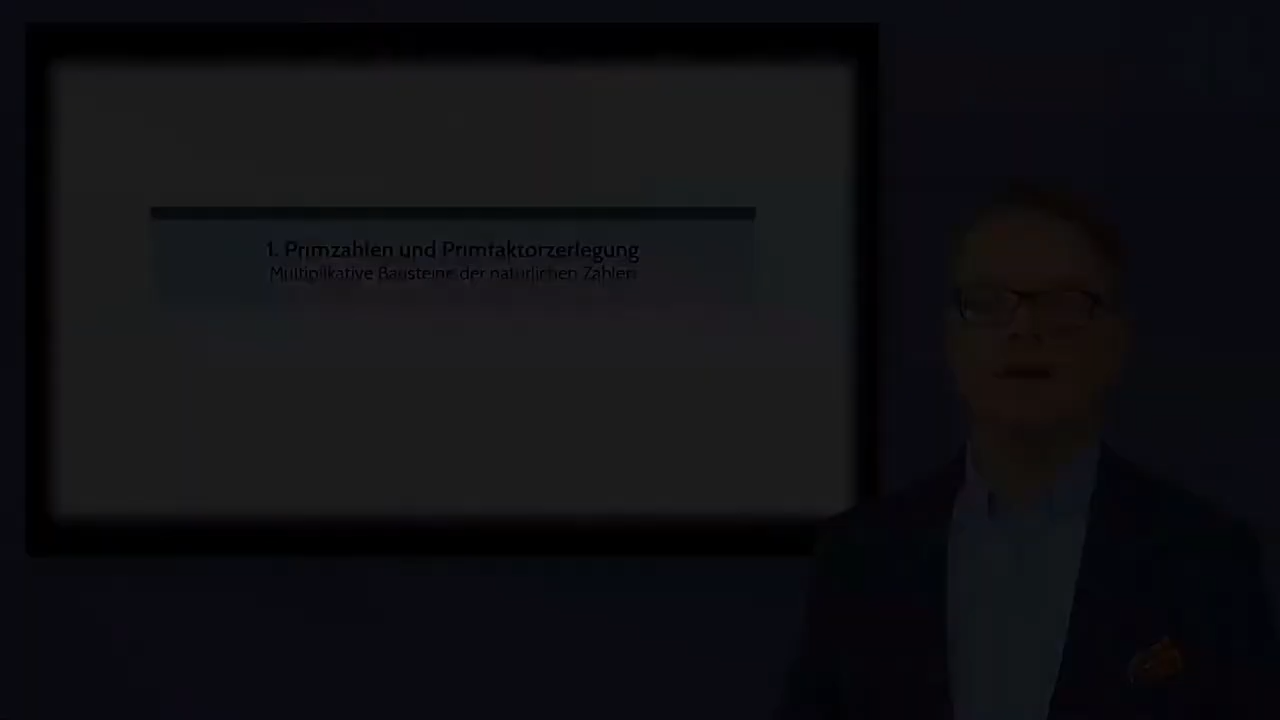 1. Primzahlen und Primfaktorzerlegung
Multiplikative Bausteine der natürlichen Zahlen